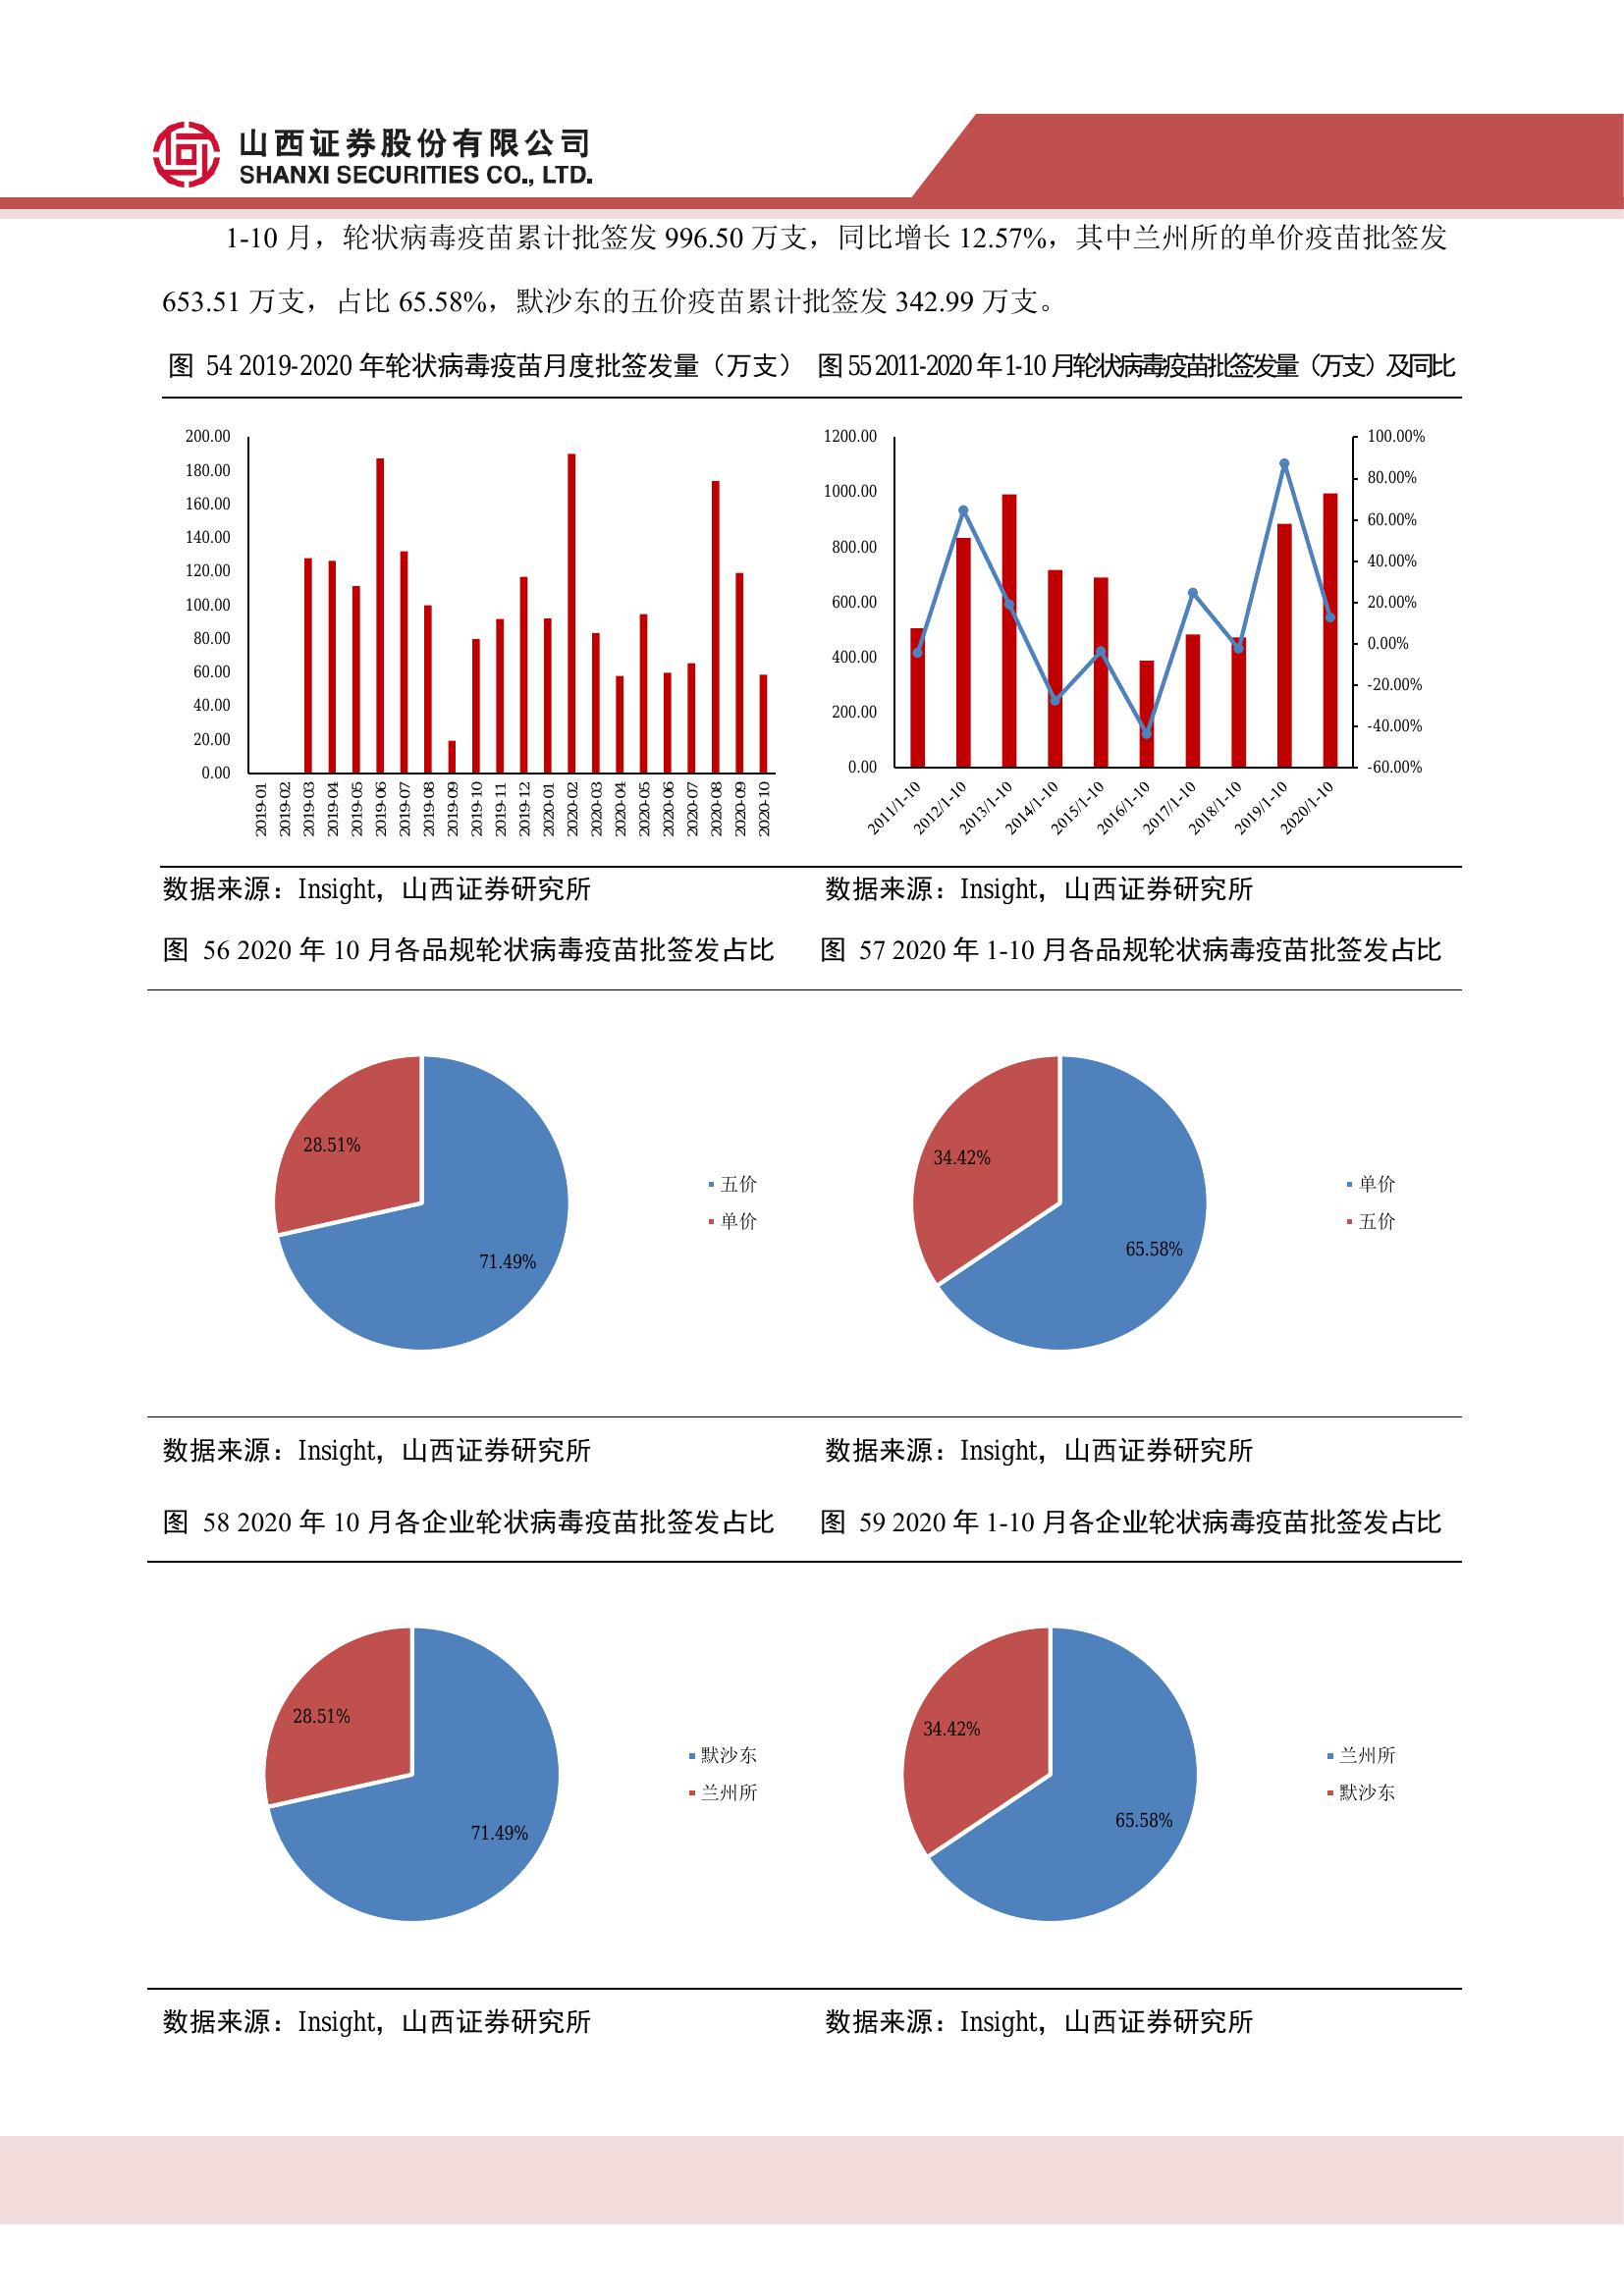 山西证券股份有限公司
SHANXI SECURITIES CO., LTD.
1-10 月，轮状病毒疫苗累计批签发 996.50 万支，同比增长 12.57%，其中兰州所的单价疫苗批签发
653.51 万支，占比 65.58%，默沙东的五价疫苗累计批签发 342.99 万支。
图 54 2019-2020 年轮状病毒疫苗月度批签发量（万支）
200.00
180.00
160.00
140.00
120.00
100.00
80.00
60.00
40.00
20.00
0.00
2019-01
2019-02
2019-03
2019-04
2019-05
2019-06
2019-07
2019-08
2019-09
2019-10
2019-11
2019-12
2020-01
2020-02
2020-03
2020-04
2020-05
2020-06
2020-07
2020-08
2020-09
2020-10
图 55 2011-2020 年 1-10 月轮状病毒疫苗批签发量（万支）及同比
1200.00
1000.00
800.00
600.00
400.00
200.00
0.00
100.00%
80.00%
60.00%
40.00%
20.00%
0.00%
-20.00%
-40.00%
-60.00%
2011/1-10
2012/1-10
2013/1-10
2014/1-10
2015/1-10
2016/1-10
2017/1-10
2018/1-10
2019/1-10
2020/1-10
数据来源：Insight，山西证券研究所
数据来源：Insight，山西证券研究所
图 56 2020 年 10 月各品规轮状病毒疫苗批签发占比
28.51%
71.49%
五价
单价
图 57 2020 年 1-10 月各品规轮状病毒疫苗批签发占比
34.42%
65.58%
单价
五价
数据来源：Insight，山西证券研究所
数据来源：Insight，山西证券研究所
图 58 2020 年 10 月各企业轮状病毒疫苗批签发占比
28.51%
71.49%
默沙东
兰州所
图 59 2020 年 1-10 月各企业轮状病毒疫苗批签发占比
34.42%
65.58%
兰州所
默沙东
数据来源：Insight，山西证券研究所
数据来源：Insight，山西证券研究所